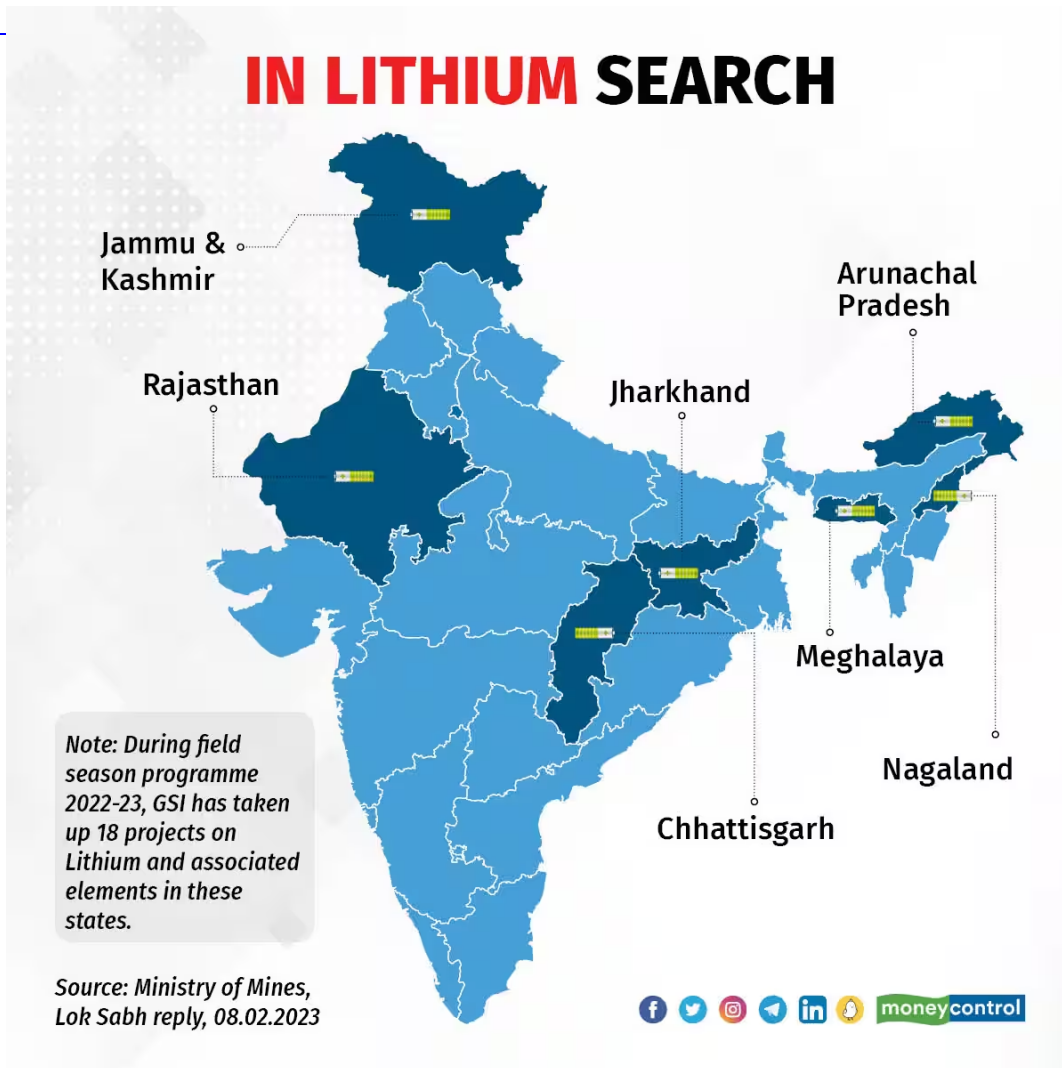 IN LITHIUM SEARCH
Jammu &
Kashmir
Arunachal
Pradesh
Rajasthan
Jharkhand
Meghalaya
Nagaland
Chhattisgarh
Note: During field
season programme
2022-23, GSI has taken
up 18 projects on
Lithium and associated
elements in these
states.
Source: Ministry of Mines,
Lok Sabh reply, 08.02.2023
moneycontrol